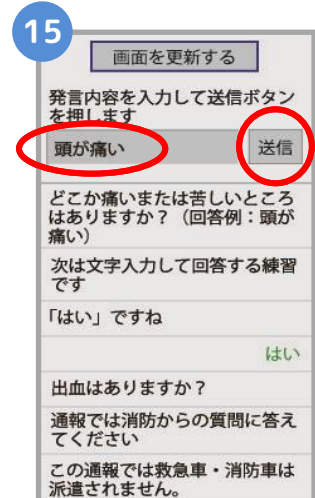 15
画面を更新する
発言内容を入力して送信ボタン
を押します
頭が痛い
送信
どこか痛いまたは苦しいところ
はありますか？（回答例：頭が
痛い）
次は文字入力して回答する練習
です
「はい」ですね
はい
出血はありますか？
通報では消防からの質問に答え
てください
この通報では救急車・消防車は
派遣されません。